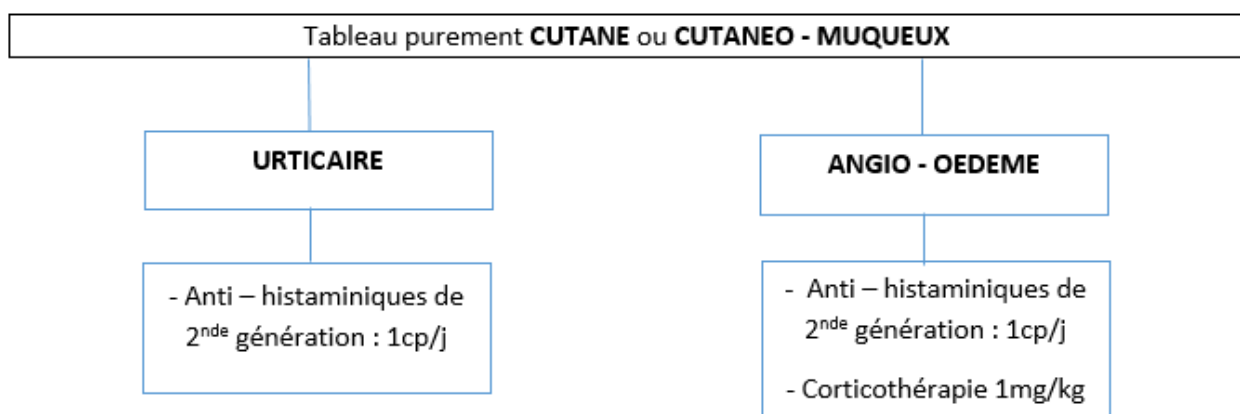 Tableau purement CUTANE ou CUTANEO - MUQUEUX
URTICAIRE
ANGIO - OEDEME
- Anti – histaminiques de
2nde génération : 1cp/j
- Anti – histaminiques de
2nde génération : 1cp/j
- Corticothérapie 1mg/kg